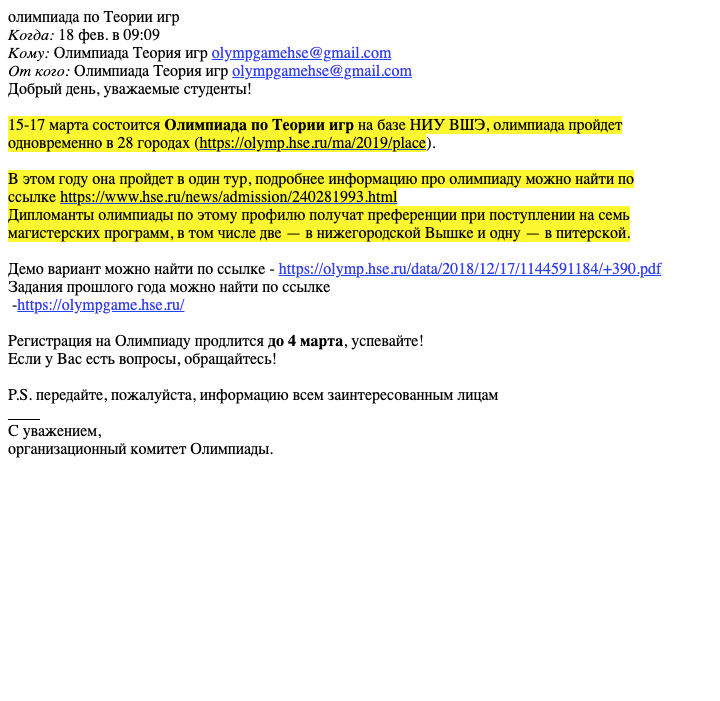 олимпиада по Теории игр
Когда: 18 фев. в 09:09
Кому: Олимпиада Теория игр olympgamehse@gmail.com
От кого: Олимпиада Теория игр olympgamehse@gmail.com
Добрый день, уважаемые студенты!
15-17 марта состоится Олимпиада по Теории игр на базе НИУ ВШЭ, олимпиада пройдет
одновременно в 28 городах (https://olymp.hse.ru/ma/2019/place).
В этом году она пройдет в один тур, подробнее информацию про олимпиаду можно найти по
ссылке https://www.hse.ru/news/admission/240281993.html
Дипломанты олимпиады по этому профилю получат преференции при поступлении на семь
магистерских программ, в том числе две — в нижегородской Вышке и одну — в питерской.
Демо вариант можно найти по ссылке - https://olymp.hse.ru/data/2018/12/17/1144591184/+390.pdf
Задания прошлого года можно найти по ссылке
-https://olympgame.hse.ru/
Регистрация на Олимпиаду продлится до 4 марта, успевайте!
Если у Вас есть вопросы, обращайтесь!
P.S. передайте, пожалуйста, информацию всем заинтересованным лицам
____
С уважением,
организационный комитет Олимпиады.